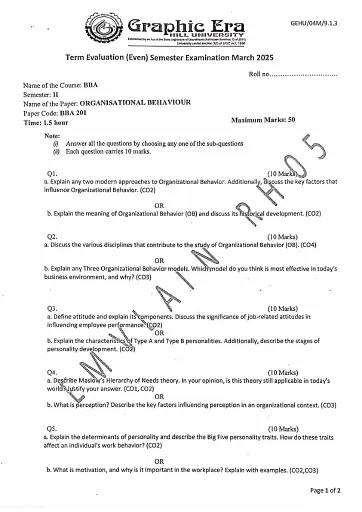 GEHU/04M/9.1.3
Graphic Era
HILL UNIVERSITY
Term Evaluation (Even) Semester Examination March 2025
Roll no..............................
Name of the Course: BBA
Semester: II
Name of the Paper: ORGANISATIONAL BEHAVIOUR
Paper Code: BBA 201
Time: 1.5 hour
Maximum Marks: 50
Note:
(i) Answer all the questions by choosing any one of the sub-questions
(ii) Each question carries 10 marks.
Q1. (10 Marks)
a. Explain any two modern approaches to Organizational Behavior. Additionally, discuss the key factors that
influence Organizational Behavior. (CO2)
OR
b. Explain the meaning of Organizational Behavior (OB) and discuss its historical development. (CO2)
Q2. (10 Marks)
a. Discuss the various disciplines that contribute to the study of Organizational Behavior (OB). (CO4)
OR
b. Explain any Three Organizational Behavior models. Which model do you think is most effective in today's
business environment, and why? (CO3)
Q3. (10 Marks)
a. Define attitude and explain its components. Discuss the significance of job-related attitudes in
influencing employee performance. (CO2)
OR
b. Explain the characteristics of Type A and Type B personalities. Additionally, describe the stages of
personality development. (CO2)
Q4. (10 Marks)
a. Describe Maslow's Hierarchy of Needs theory. In your opinion, is this theory still applicable in today's
world? Justify your answer. (CO1, CO2)
OR
b. What is perception? Describe the key factors influencing perception in an organizational context. (CO3)
Q5. (10 Marks)
a. Explain the determinants of personality and describe the Big Five personality traits. How do these traits
affect an individual's work behavior? (CO2)
OR
b. What is motivation, and why is it important in the workplace? Explain with examples. (CO2,CO3)
Page 1 of 2